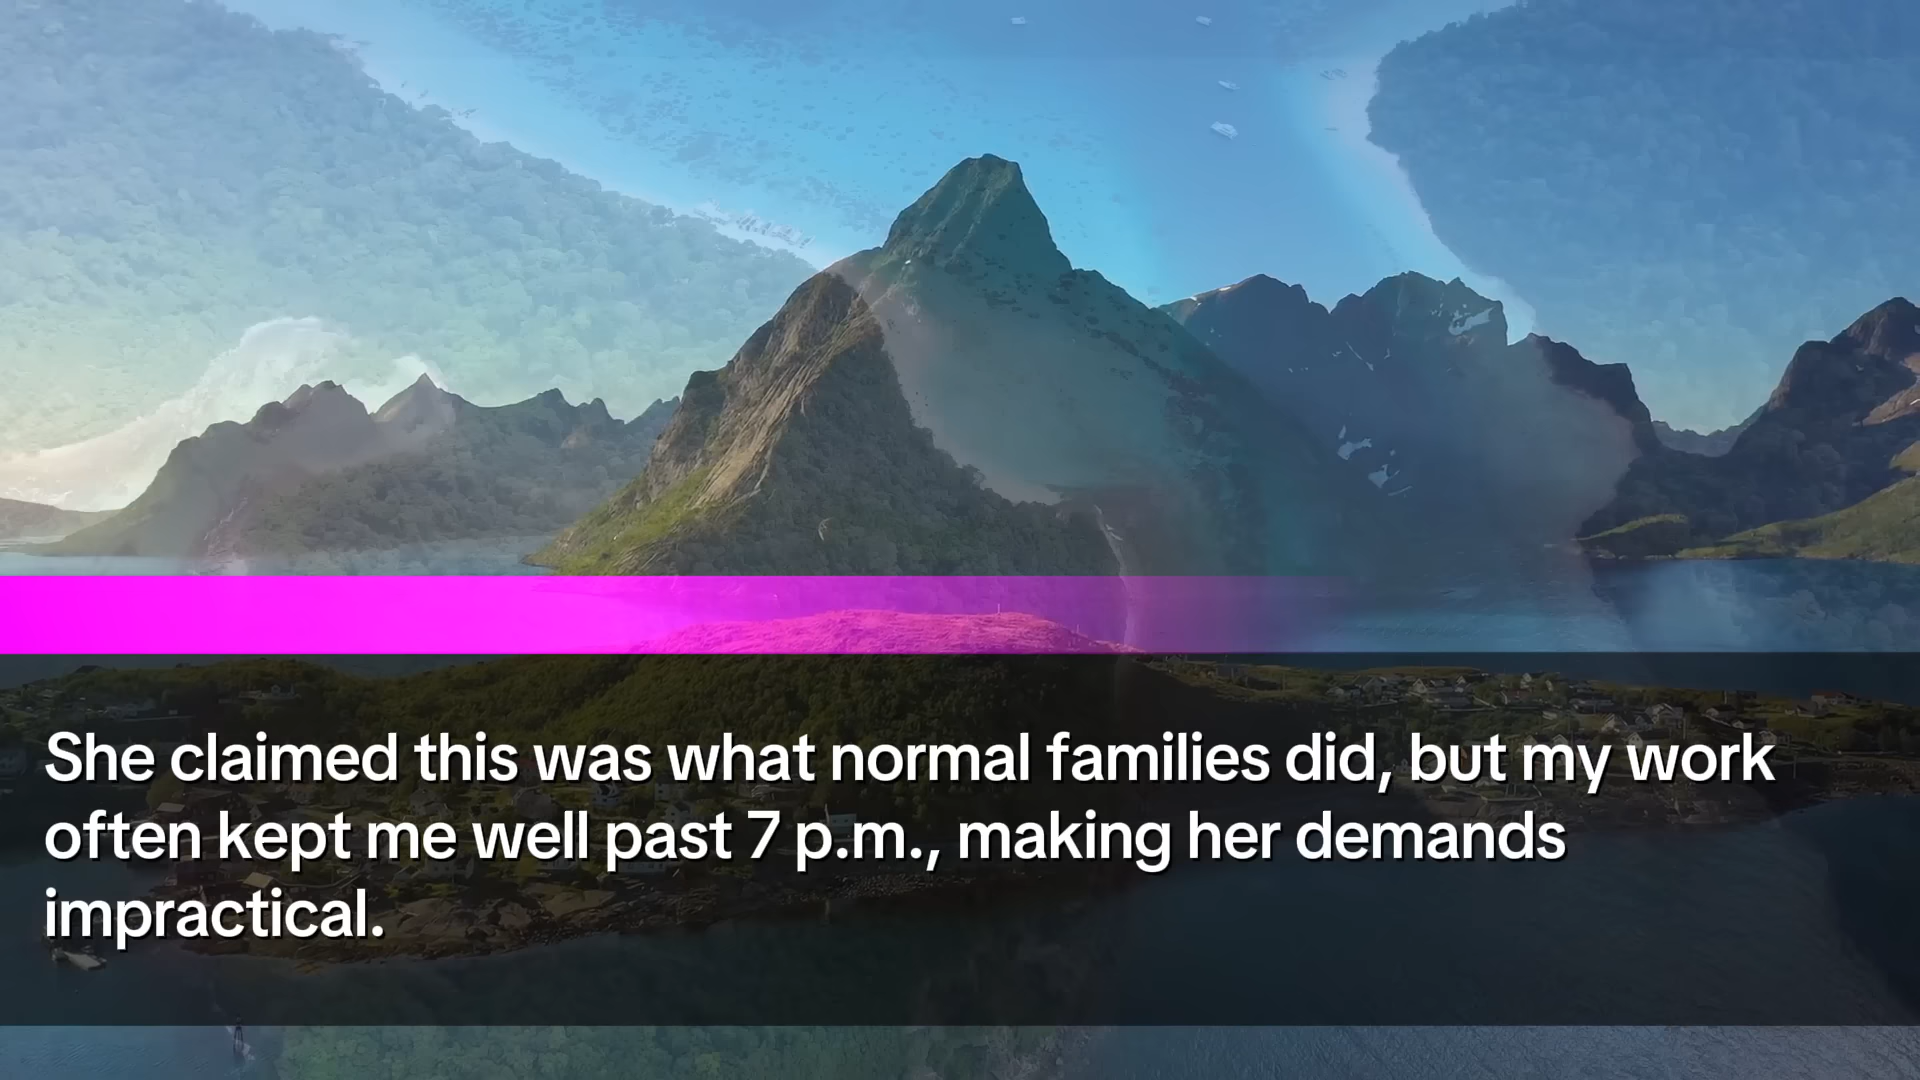 She claimed this was what normal families did, but my work
often kept me well past 7 p.m., making her demands
impractical.